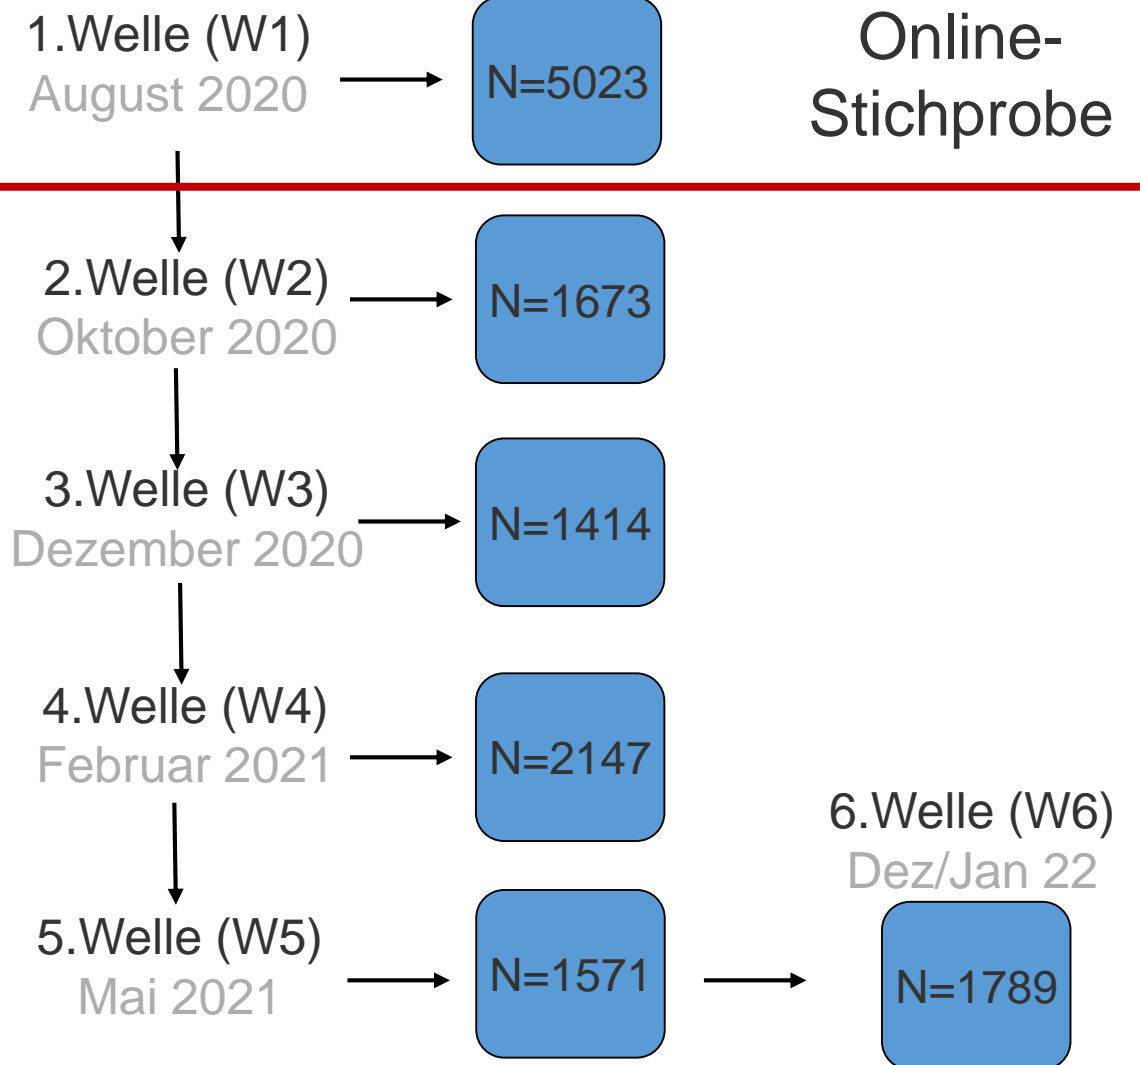 1.Welle (W1)
August 2020
N=5023
Online-
Stichprobe
2.Welle (W2)
Oktober 2020
N=1673
3.Welle (W3)
Dezember 2020
N=1414
4.Welle (W4)
Februar 2021
N=2147
5.Welle (W5)
Mai 2021
N=1571
6.Welle (W6)
Dez/Jan 22
N=1789